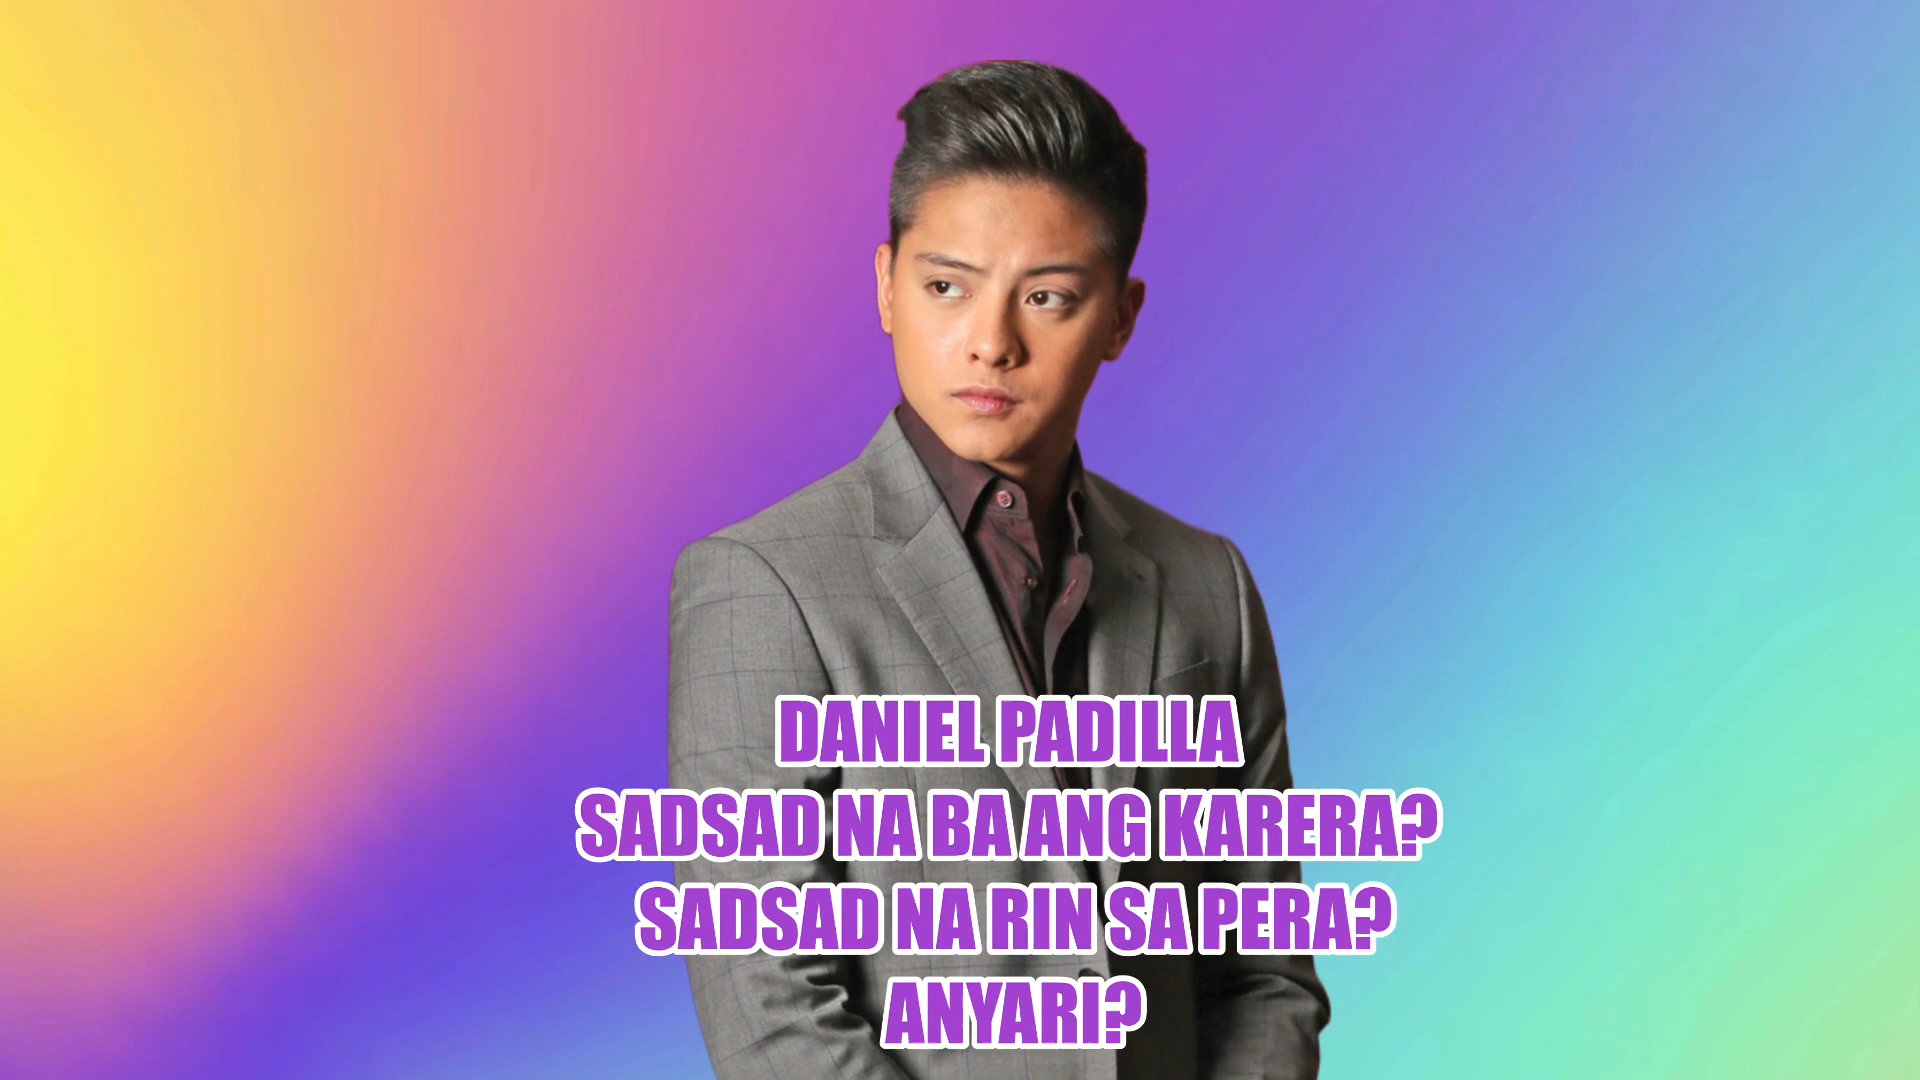 DANIEL PADILLA
SADSAD NA BA ANG KARERA?
SADSAD NA RIN SA PERA?
ANYARI?